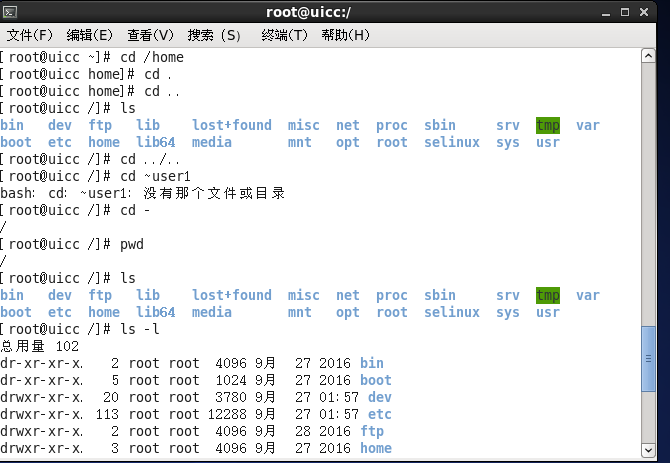 root@uicc:/
文件(F) 编辑(E) 查看(V) 搜索 (S) 终端(T) 帮助(H)
[root@uicc ~]# cd /home
[root@uicc home]# cd .
[root@uicc home]# cd ..
[root@uicc /]# ls
bin dev ftp lib lost+found misc net proc sbin srv tmp var
boot etc home lib64 media mnt opt root selinux sys usr
[root@uicc /]# cd ../..
[root@uicc /]# cd ~user1
bash: cd: ~user1: 没有那个文件或目录
[root@uicc /]# cd -
/
[root@uicc /]# pwd
/
[root@uicc /]# ls
bin dev ftp lib lost+found misc net proc sbin srv tmp var
boot etc home lib64 media mnt opt root selinux sys usr
[root@uicc /]# ls -l
总用量 102
dr-xr-xr-x. 2 root root 4096 9月 27 2016 bin
dr-xr-xr-x. 5 root root 1024 9月 27 2016 boot
drwxr-xr-x. 20 root root 3780 9月 27 01:57 dev
drwxr-xr-x. 113 root root 12288 9月 27 01:57 etc
drwxr-xr-x. 2 root root 4096 9月 28 2016 ftp
drwxr-xr-x. 3 root root 4096 9月 27 2016 home